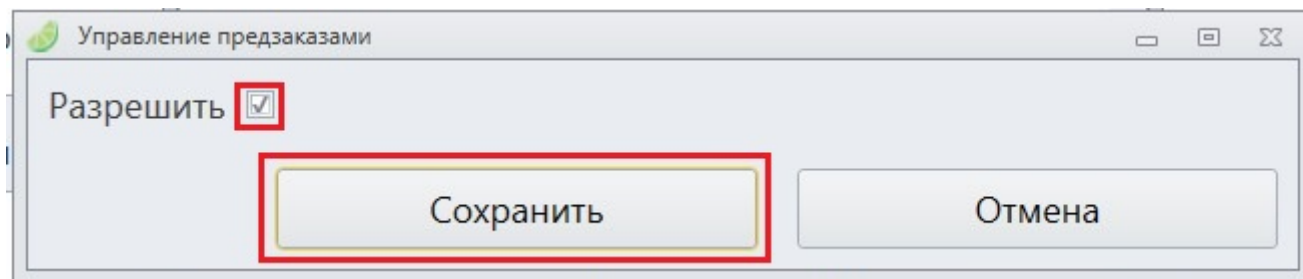 Управление предзаказами
Разрешить
Сохранить
Отмена